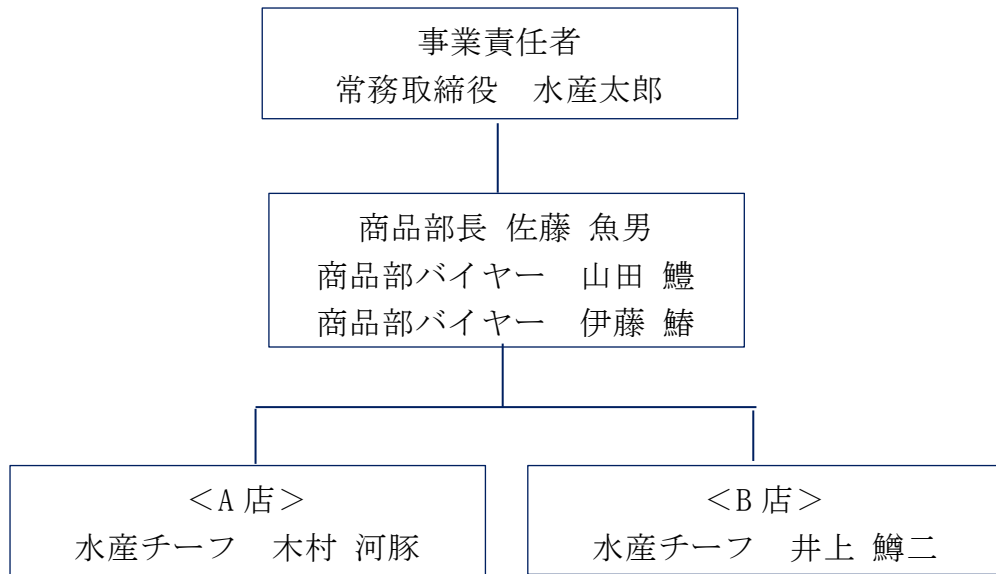 事業責任者
常務取締役　水産太郎
商品部長 佐藤 魚男
商品部バイヤー　山田 鱧
商品部バイヤー　伊藤 鰆
＜A店＞
水産チーフ　木村 河豚
＜B店＞
水産チーフ　井上 鱒二